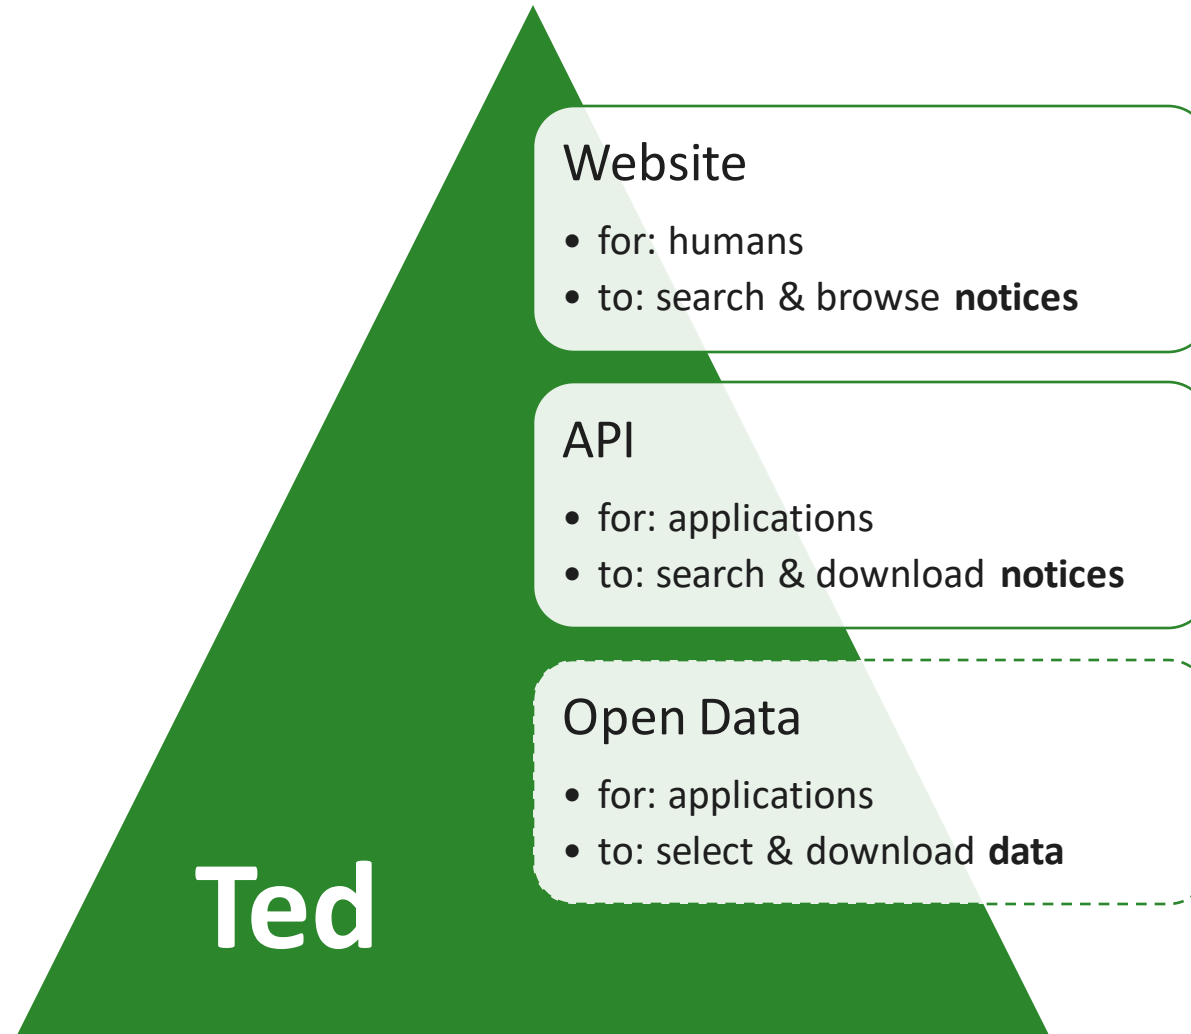 Website
• for: humans
• to: search & browse notices
API
• for: applications
• to: search & download notices
Open Data
• for: applications
• to: select & download data
Ted